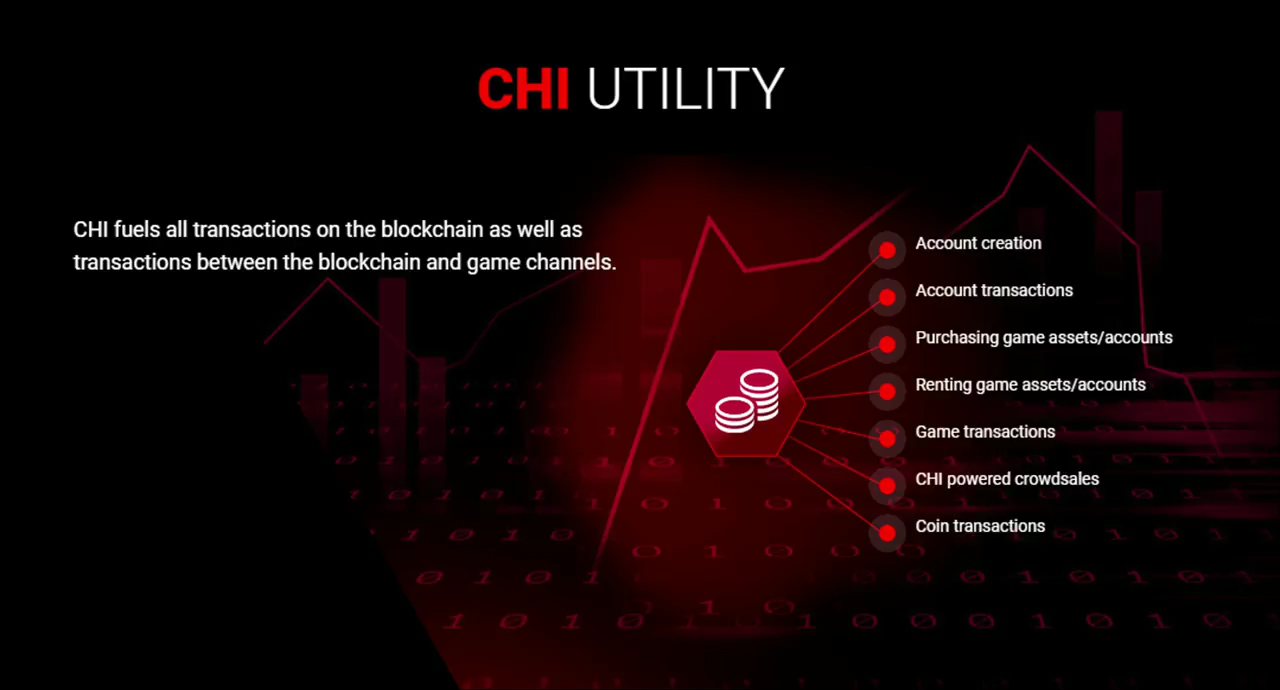 CHI UTILITY
CHI fuels all transactions on the blockchain as well as
transactions between the blockchain and game channels.
Account creation
Account transactions
Purchasing game assets/accounts
Renting game assets/accounts
Game transactions
CHI powered crowdsales
Coin transactions